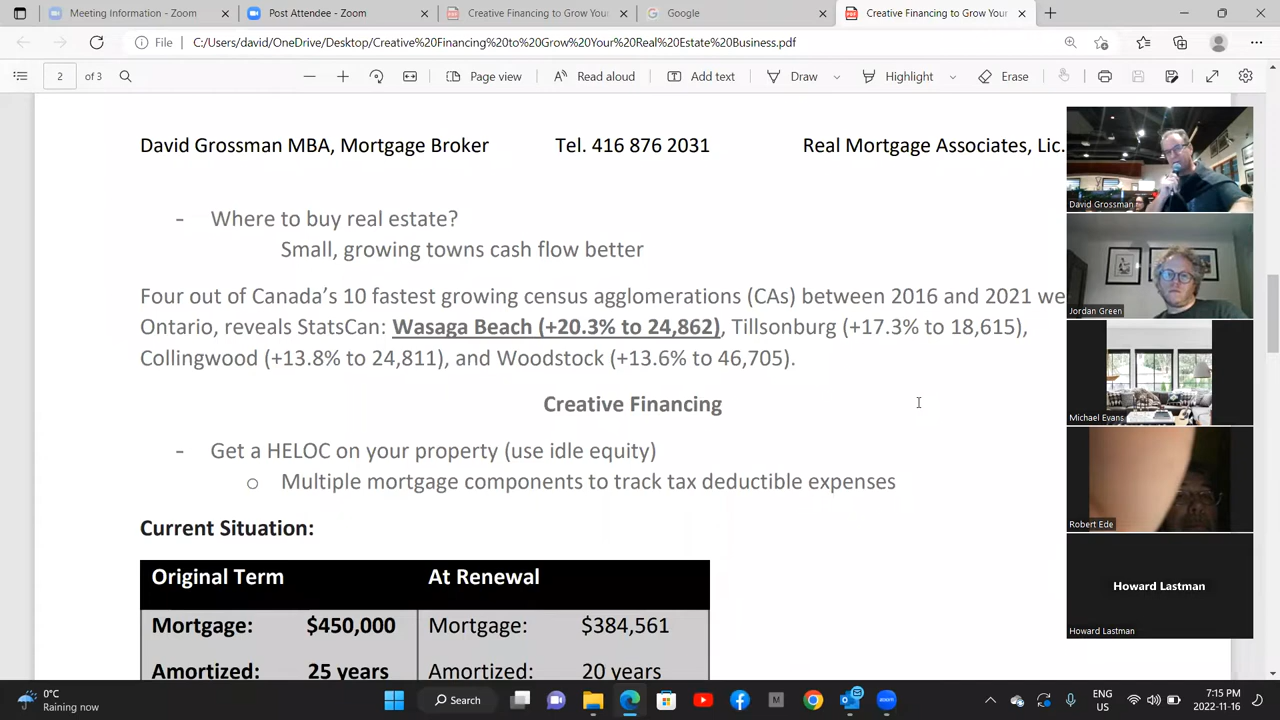 Meeting Information - Zoom
Post Attendee - Zoom
Creative Financing to Grow Your
Google
Creative Financing to Grow Your
File
C:/Users/david/OneDrive/Desktop/Creative%20Financing%20to%20Grow%20Your%20Real%20Estate%20Business.pdf
2 of 3
Page view
Read aloud
Add text
Draw
Highlight
Erase
David Grossman MBA, Mortgage Broker Tel. 416 876 2031 Real Mortgage Associates, Lic.
- Where to buy real estate?
Small, growing towns cash flow better
Four out of Canada’s 10 fastest growing census agglomerations (CAs) between 2016 and 2021 we
Ontario, reveals StatsCan: Wasaga Beach (+20.3% to 24,862), Tillsonburg (+17.3% to 18,615),
Collingwood (+13.8% to 24,811), and Woodstock (+13.6% to 46,705).
Creative Financing
- Get a HELOC on your property (use idle equity)
o Multiple mortgage components to track tax deductible expenses
Current Situation:
Original Term At Renewal
Mortgage: $450,000 Mortgage: $384,561
Amortized: 25 years Amortized: 20 years
David Grossman
Jordan Green
Michael Evans
Robert Ede
Howard Lastman
Howard Lastman
0°C
Raining now
Search
ENG
US
7:15 PM
2022-11-16